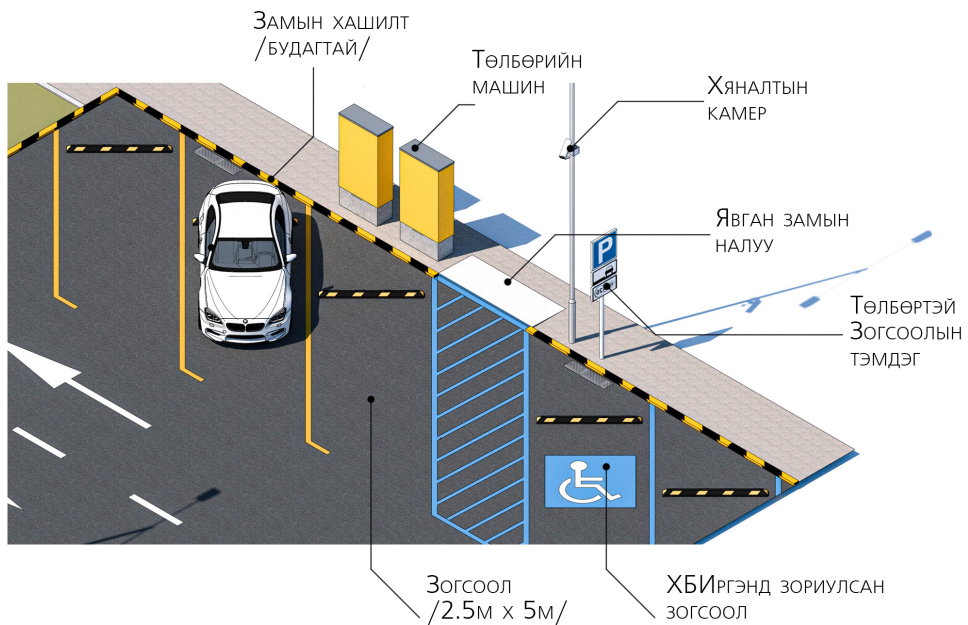 Замын хашилт
/будагтай/
Төлбөрийн
машин
Хяналтын
камер
Явган замын
налуу
P
Төлбөртэй
Зогсоолын
тэмдэг
Зогсоол
/2.5м x 5м/
ХБИргэнд зориулсан
зогсоол